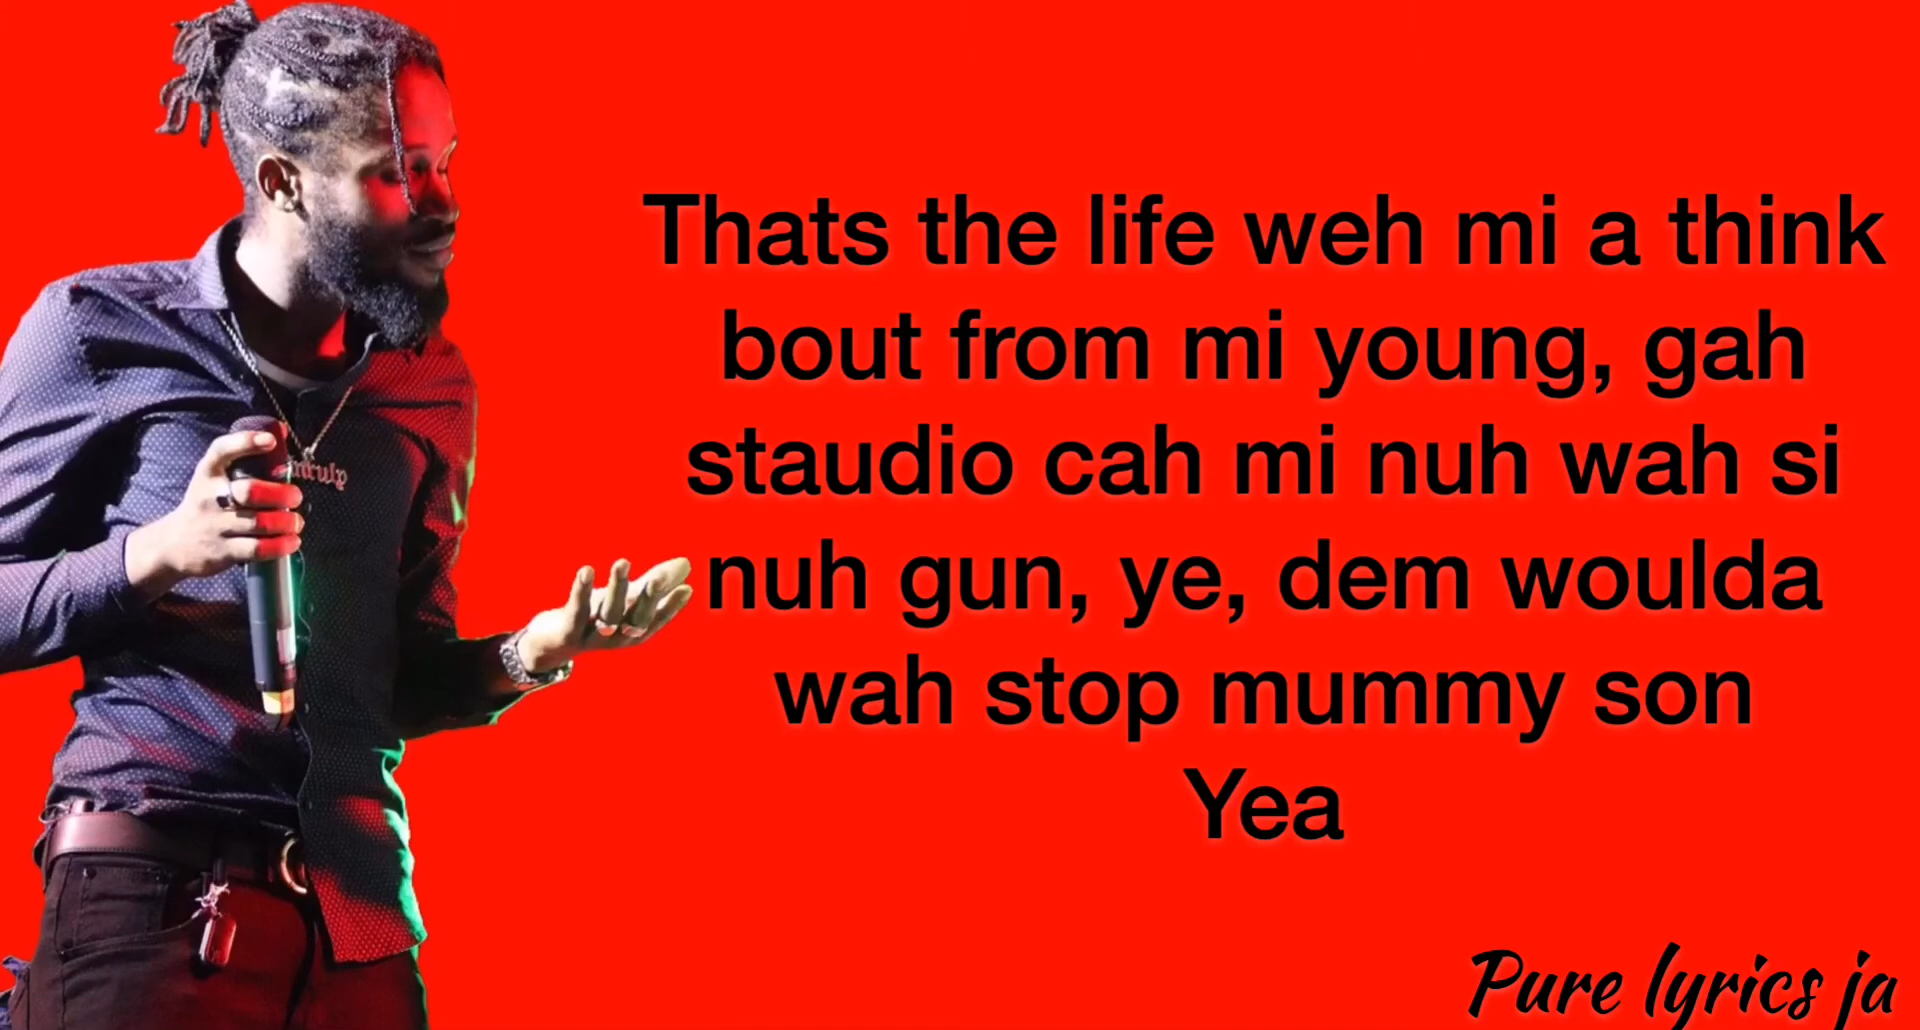 Thats the life weh mi a think
bout from mi young, gah
staudio cah mi nuh wah si
nuh gun, ye, dem woulda
wah stop mummy son
Yea
Pure lyrics ja